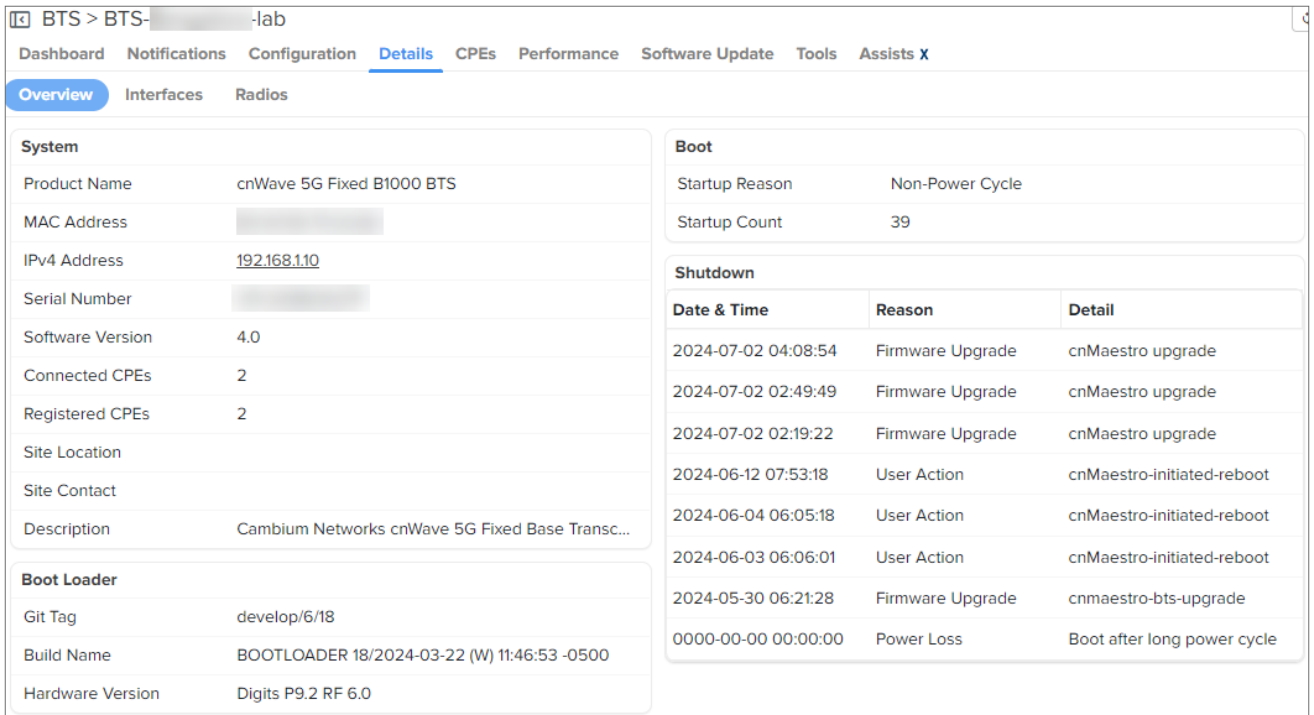 BTS > BTS- -lab
Dashboard Notifications Configuration Details CPEs Performance Software Update Tools Assists X
Overview Interfaces Radios
System
Product Name cnWave 5G Fixed B1000 BTS
MAC Address
IPv4 Address 192.168.1.10
Serial Number
Software Version 4.0
Connected CPEs 2
Registered CPEs 2
Site Location
Site Contact
Description Cambium Networks cnWave 5G Fixed Base Transc...
Boot Loader
Git Tag develop/6/18
Build Name BOOTLOADER 18/2024-03-22 (W) 11:46:53 -0500
Hardware Version Digits P9.2 RF 6.0
Boot
Startup Reason Non-Power Cycle
Startup Count 39
Shutdown
Date & Time Reason Detail
2024-07-02 04:08:54 Firmware Upgrade cnMaestro upgrade
2024-07-02 02:49:49 Firmware Upgrade cnMaestro upgrade
2024-07-02 02:19:22 Firmware Upgrade cnMaestro upgrade
2024-06-12 07:53:18 User Action cnMaestro-initiated-reboot
2024-06-04 06:05:18 User Action cnMaestro-initiated-reboot
2024-06-03 06:06:01 User Action cnMaestro-initiated-reboot
2024-05-30 06:21:28 Firmware Upgrade cnmaestro-bts-upgrade
0000-00-00 00:00:00 Power Loss Boot after long power cycle